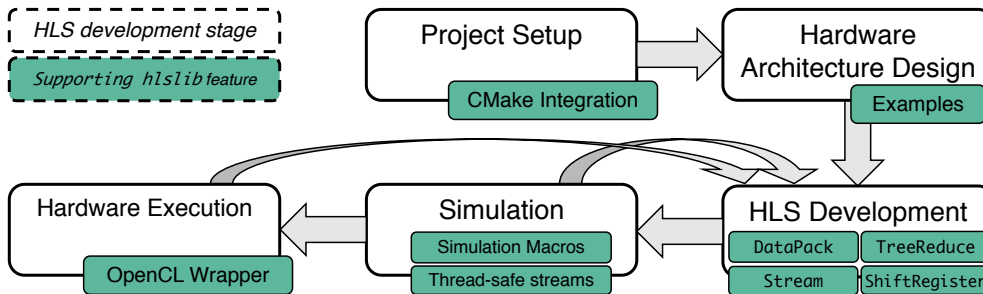 HLS development stage
Supporting hlslib feature
Project Setup
CMake Integration
Hardware
Architecture Design
Examples
Hardware Execution
OpenCL Wrapper
Simulation
Simulation Macros
Thread-safe streams
HLS Development
DataPack
TreeReduce
Stream
ShiftRegister